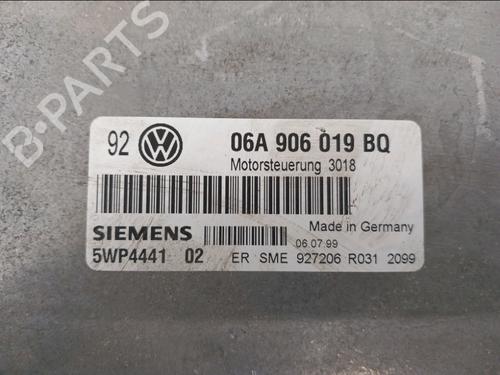 B-PARTS
92 VW 06A 906 019 BQ
Motorsteuerung 3018
Made in Germany
SIEMENS 06.07.99
5WP4441 02 ER SME 927206 R031 2099